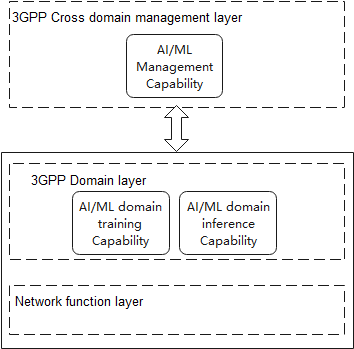 3GPP Cross domain management layer
AI/ML
Management
Capability
3GPP Domain layer
AI/ML domain
training
Capability
AI/ML domain
inference
Capability
Network function layer